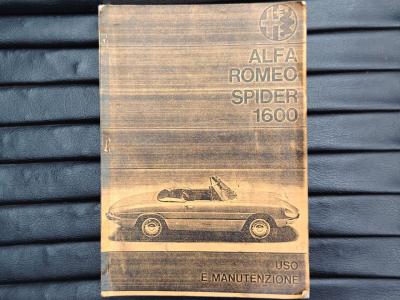 ALFA
ROMEO
SPIDER
1600
USO
E MANUTENZIONE